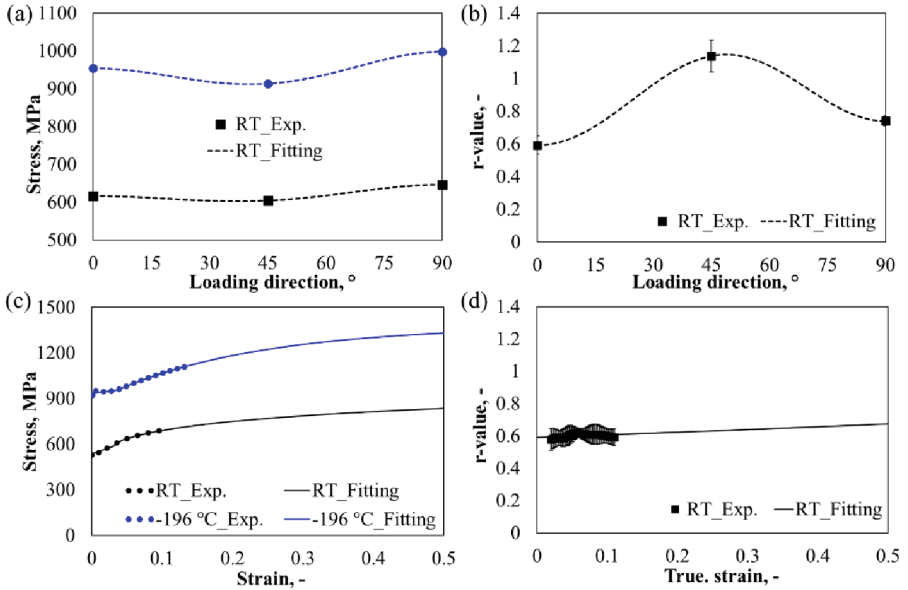 (a)
1100
1000
900
800
700
600
500
Stress, MPa
RT_Exp.
RT_Fitting
0 15 30 45 60 75 90
Loading direction, °
(b)
1.4
1.2
1
0.8
0.6
0.4
0.2
0
r-value, -
RT_Exp. RT_Fitting
0 15 30 45 60 75 90
Loading direction, °
(c)
1500
1200
900
600
300
0
Stress, MPa
RT_Exp. RT_Fitting
-196 °C_Exp. -196 °C_Fitting
0 0.1 0.2 0.3 0.4 0.5
Strain, -
(d)
1.4
1.2
1
0.8
0.6
0.4
0.2
0
r-value, -
RT_Exp. RT_Fitting
0 0.1 0.2 0.3 0.4 0.5
True. strain, -